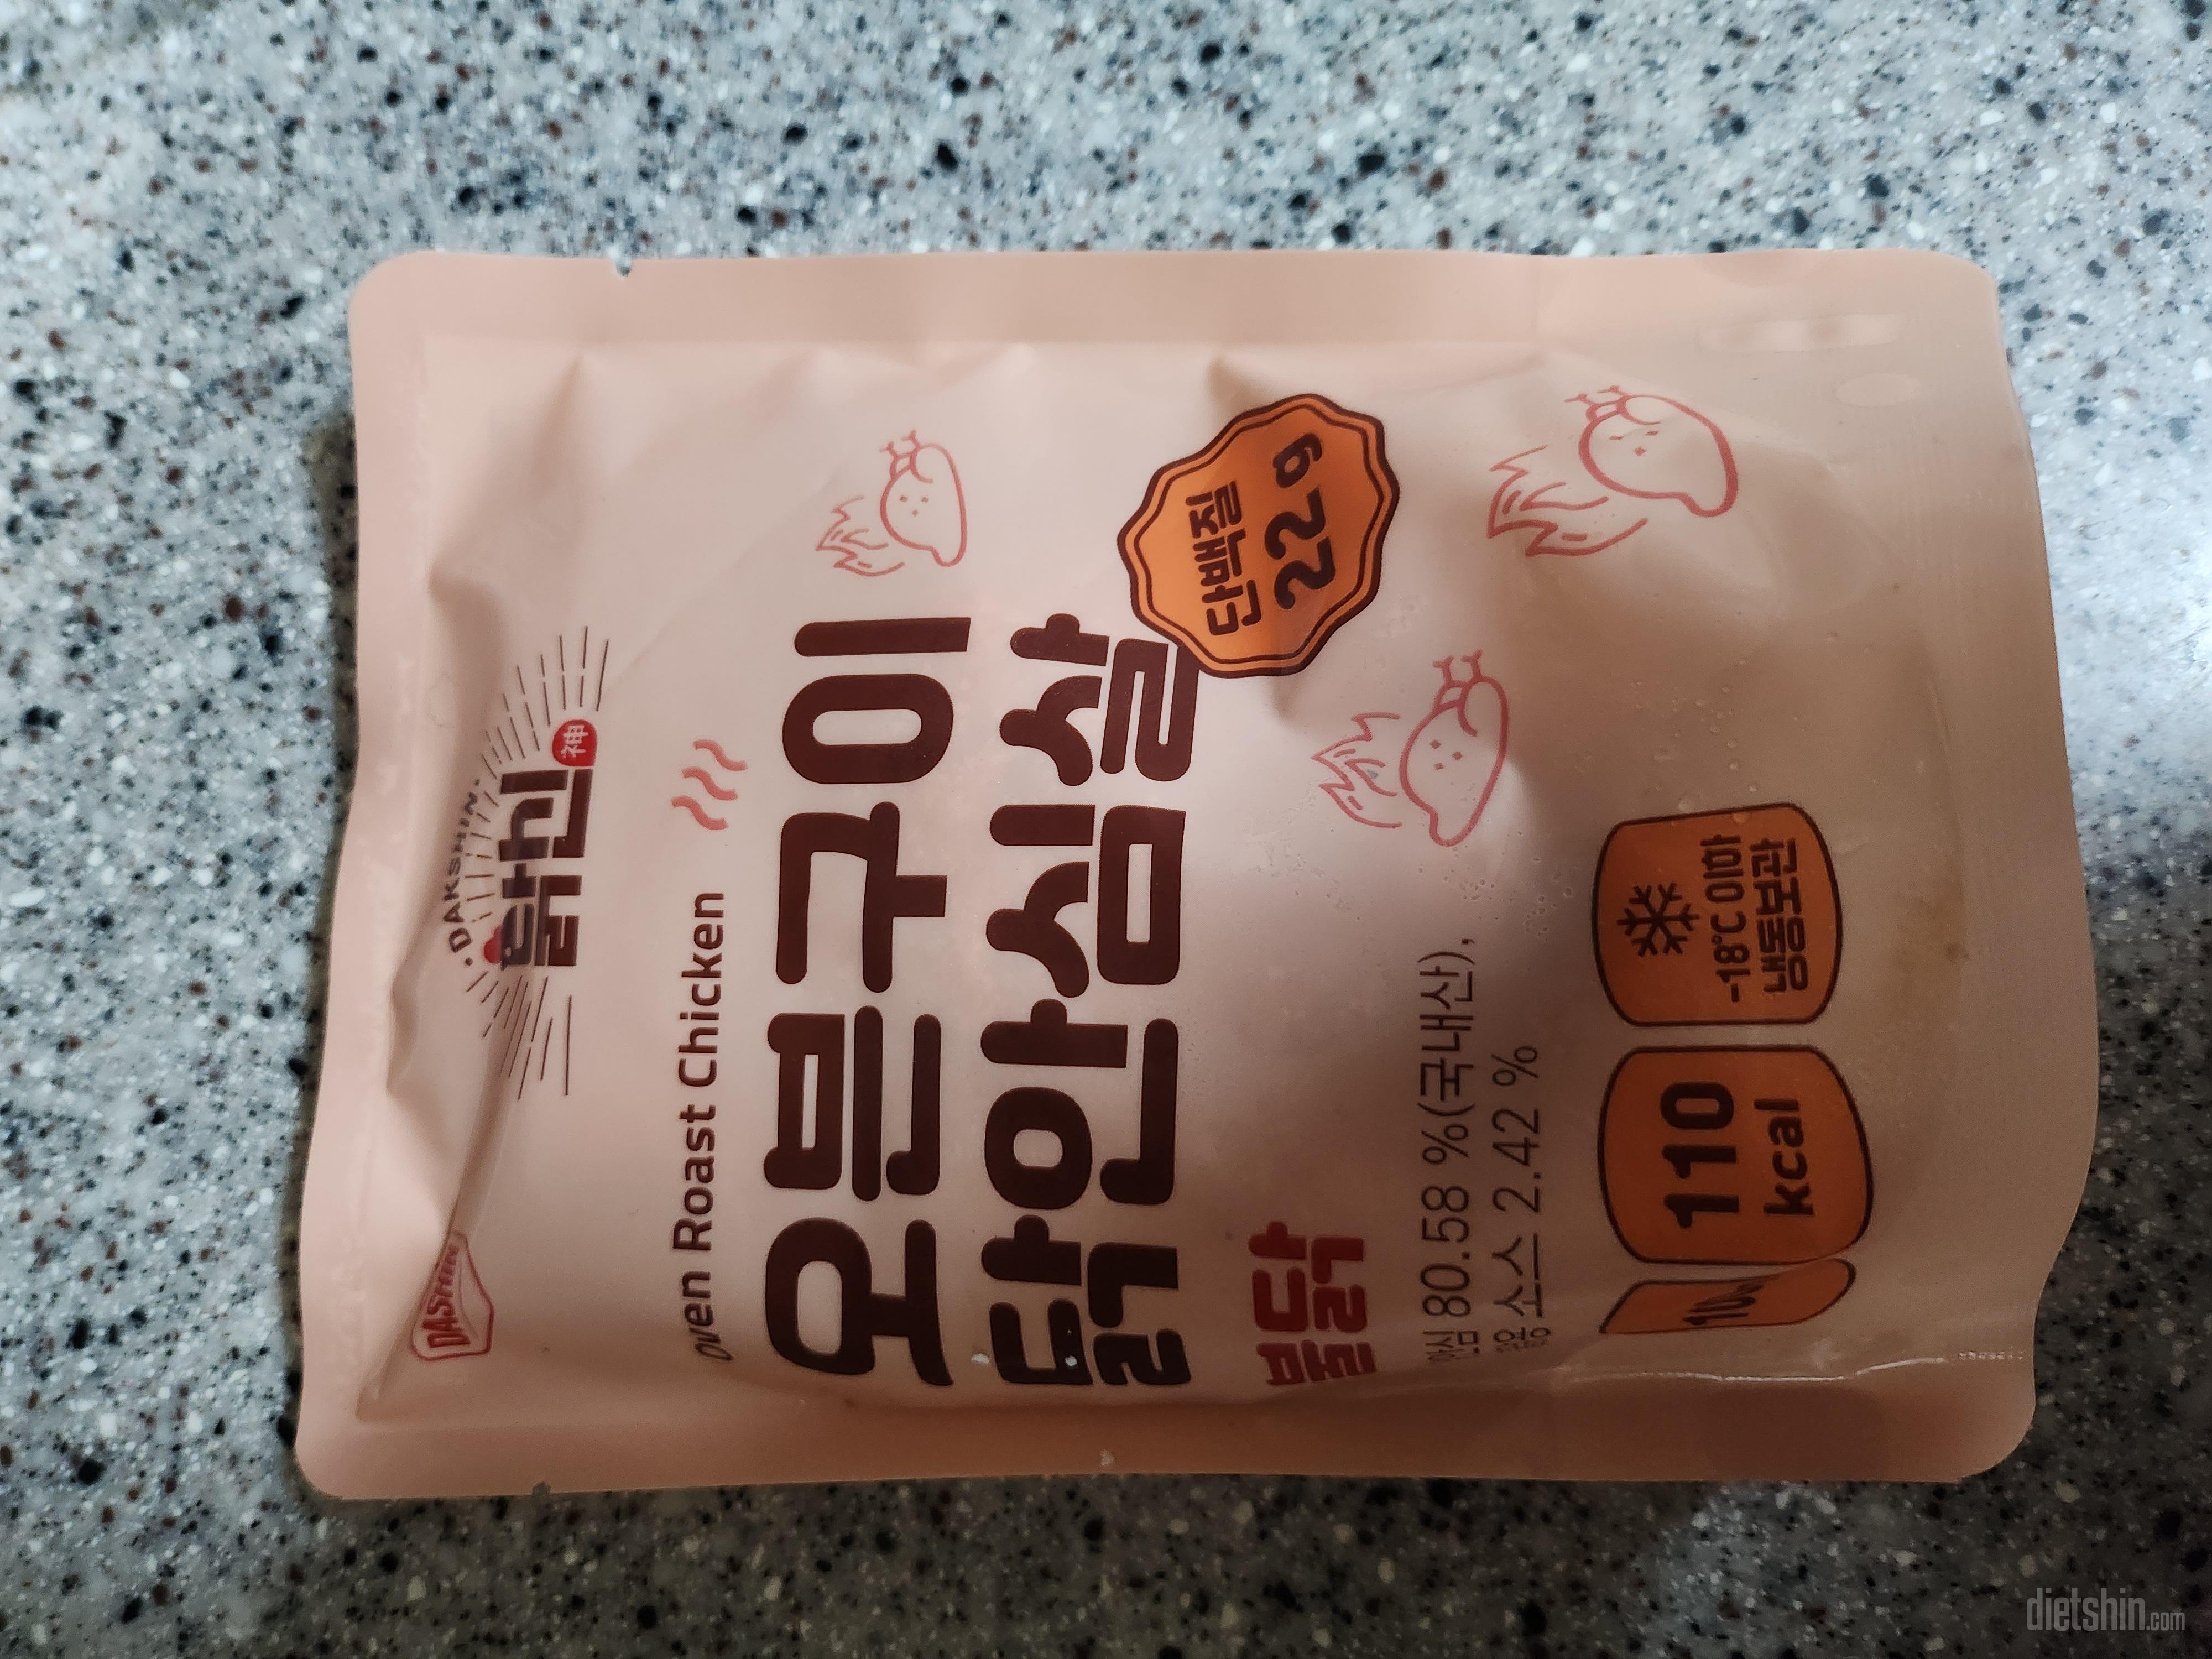 DASHIN
·DAKSHIN·
닭신 神
Oven Roast Chicken
오븐구이
닭안심살
단백질
22 g
불닭
안심 80.58 %(국내산),
소스 2.42 %
110
kcal
-18℃ 이하
냉동보관
dietshin.com